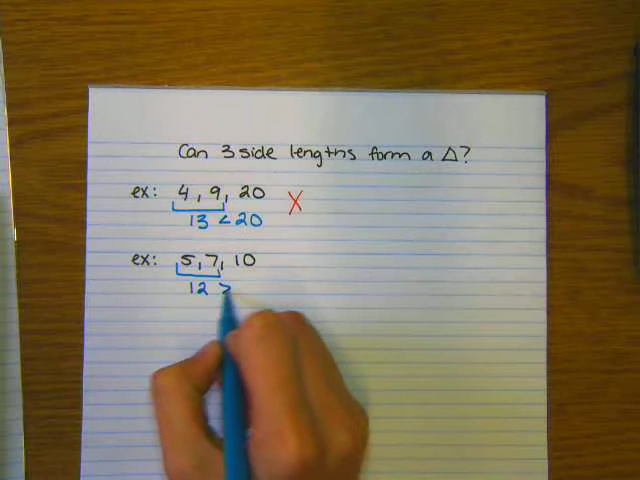 Can 3 side lengths form a △?
ex: 4, 9, 20 X
13 < 20
ex: 5, 7, 10
12 >